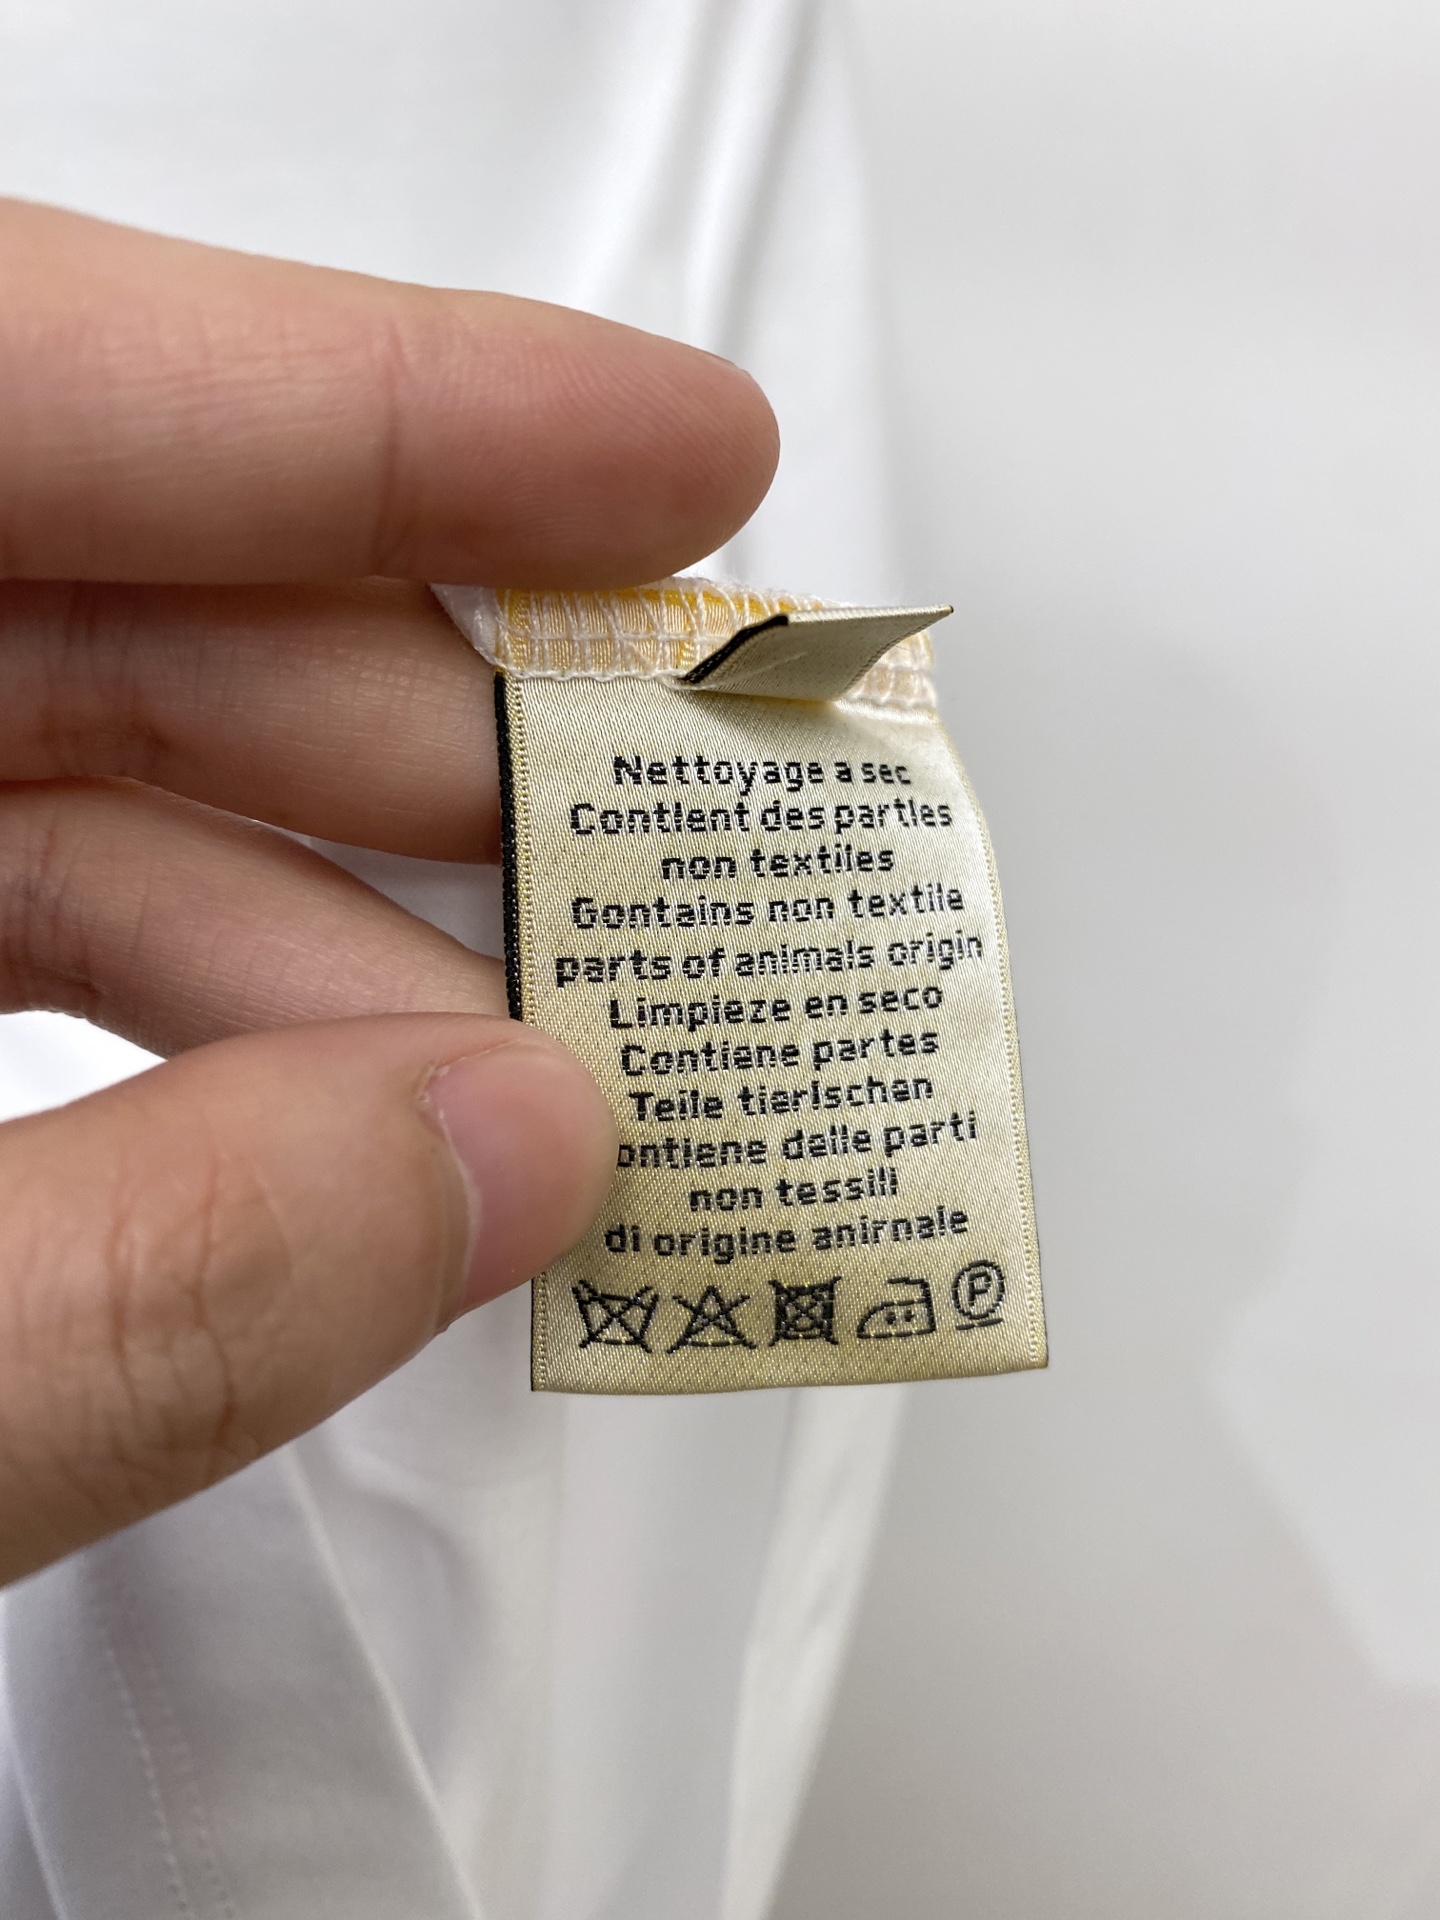 Nettoyage a sec
Contient des parties
non textiles
Gontains non textile
parts of animals origin
Limpieze en seco
Contiene partes
Teile tierischen
ontiene delle parti
non tessili
di origine anirnale
P